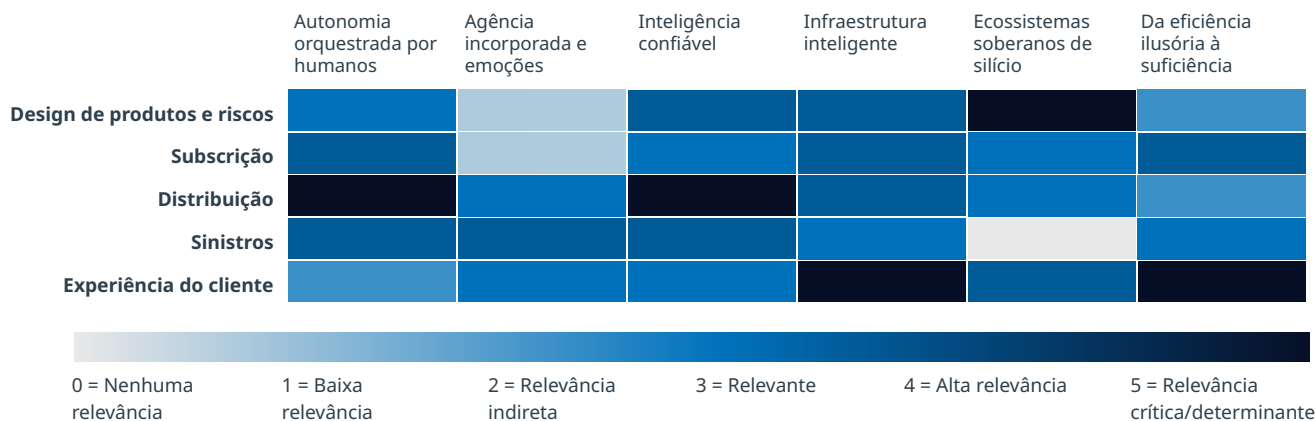 Autonomia
orquestrada por
humanos
Agência
incorporada e
emoções
Inteligência
confiável
Infraestrutura
inteligente
Ecossistemas
soberanos de
silício
Da eficiência
ilusória à
suficiência
Design de produtos e riscos
Subscrição
Distribuição
Sinistros
Experiência do cliente
0 = Nenhuma
relevância
1 = Baixa
relevância
2 = Relevância
indireta
3 = Relevante
4 = Alta relevância
5 = Relevância
crítica/determinante